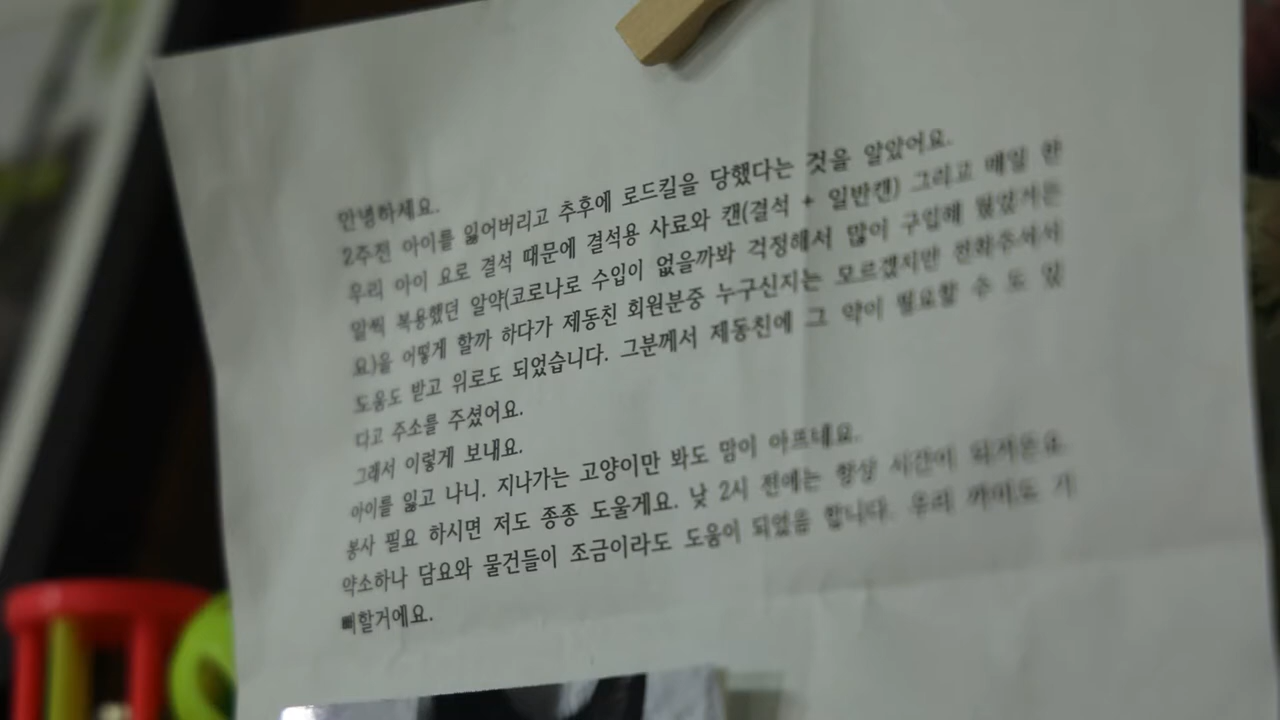 안녕하세요.
2주전 아이를 잃어버리고 추후에 로드킬을 당했다는 것을 알았어요.
우리 아이 요로 결석 때문에 결석용 사료와 캔(결석 + 일반캔) 그리고 매일 한
알씩 복용했던 알약(코로나로 수입이 없을까봐 걱정해서 많이 구입해 뒀었거든
요)을 어떻게 할까 하다가 제동친 회원분중 누구신지는 모르겠지만 전화주셔서
도움도 받고 위로도 되었습니다. 그분께서 제동친에 그 약이 필요할 수 도 있
다고 주소를 주셨어요.
그래서 이렇게 보내요.
아이를 잃고 나니. 지나가는 고양이만 봐도 맘이 아프네요.
봉사 필요 하시면 저도 종종 도울게요. 낮 2시 전에는 항상 시간이 되거든요.
약소하나 담요와 물건들이 조금이라도 도움이 되었음 합니다. 우리 까미도 기
뻐할거에요.